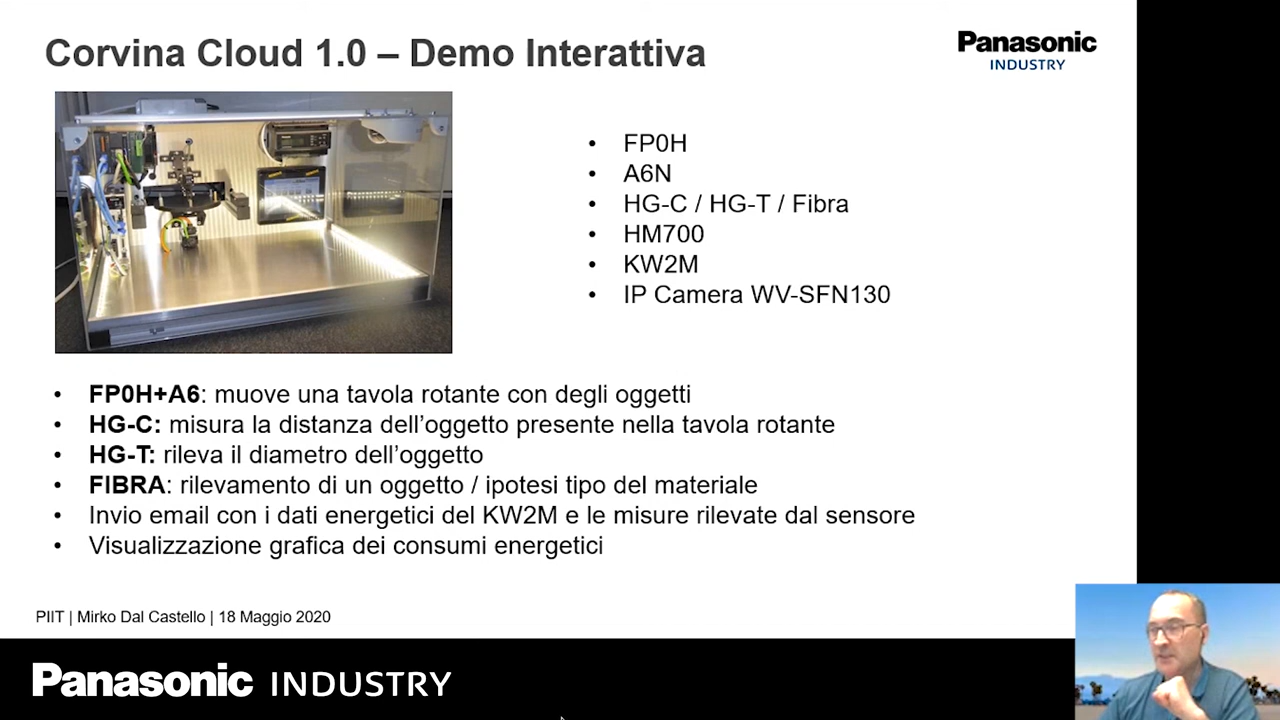 Corvina Cloud 1.0 – Demo Interattiva
Panasonic
INDUSTRY
• FP0H
• A6N
• HG-C / HG-T / Fibra
• HM700
• KW2M
• IP Camera WV-SFN130
• FP0H+A6: muove una tavola rotante con degli oggetti
• HG-C: misura la distanza dell’oggetto presente nella tavola rotante
• HG-T: rileva il diametro dell’oggetto
• FIBRA: rilevamento di un oggetto / ipotesi tipo del materiale
• Invio email con i dati energetici del KW2M e le misure rilevate dal sensore
• Visualizzazione grafica dei consumi energetici
PIIT | Mirko Dal Castello | 18 Maggio 2020
Panasonic INDUSTRY